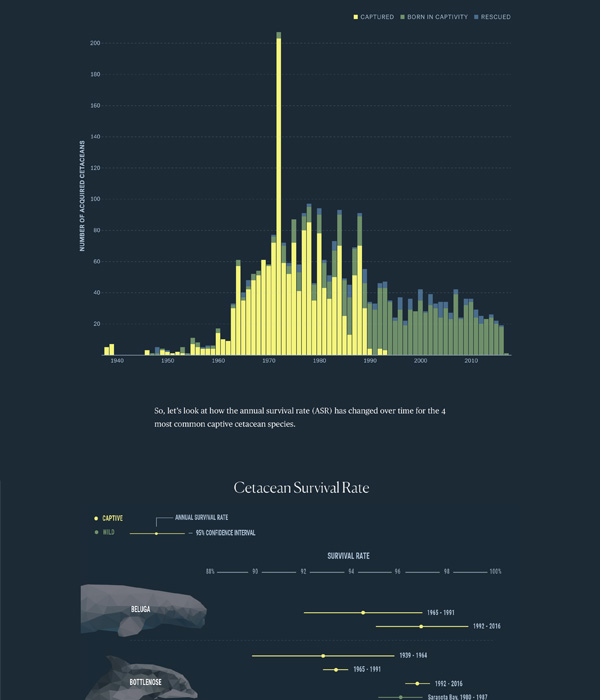 CAPTURED BORN IN CAPTIVITY RESCUED
NUMBER OF ACQUIRED CETACEANS
200
180
160
140
120
100
80
60
40
20
1940 1950 1960 1970 1980 1990 2000 2010
So, let's look at how the annual survival rate (ASR) has changed over time for the 4
most common captive cetacean species.
Cetacean Survival Rate
CAPTIVE
ANNUAL SURVIVAL RATE
WILD
95% CONFIDENCE INTERVAL
SURVIVAL RATE
88% 90 92 94 96 98 100%
BELUGA
1965 - 1991
1992 - 2016
1939 - 1964
1965 - 1991
BOTTLENOSE
1992 - 2016
Sarasota Bay, 1980 - 1987